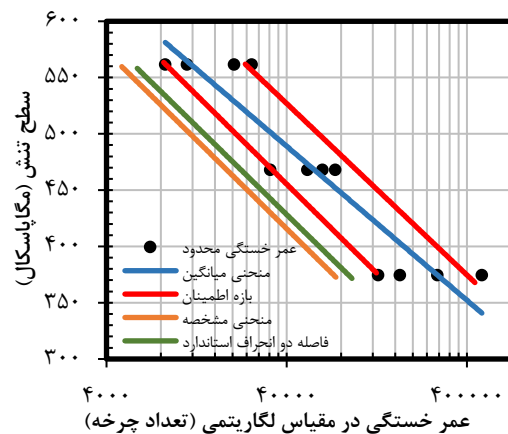 سطح تنش (مگاپاسکال)
۶۰۰
۵۵۰
۵۰۰
۴۵۰
۴۰۰
۳۵۰
۳۰۰
عمر خستگی محدود
منحنی میانگین
بازه اطمینان
منحنی مشخصه
فاصله دو انحراف استاندارد
۴۰۰۰ ۴۰۰۰۰ ۴۰۰۰۰۰
عمر خستگی در مقیاس لگاریتمی (تعداد چرخه)